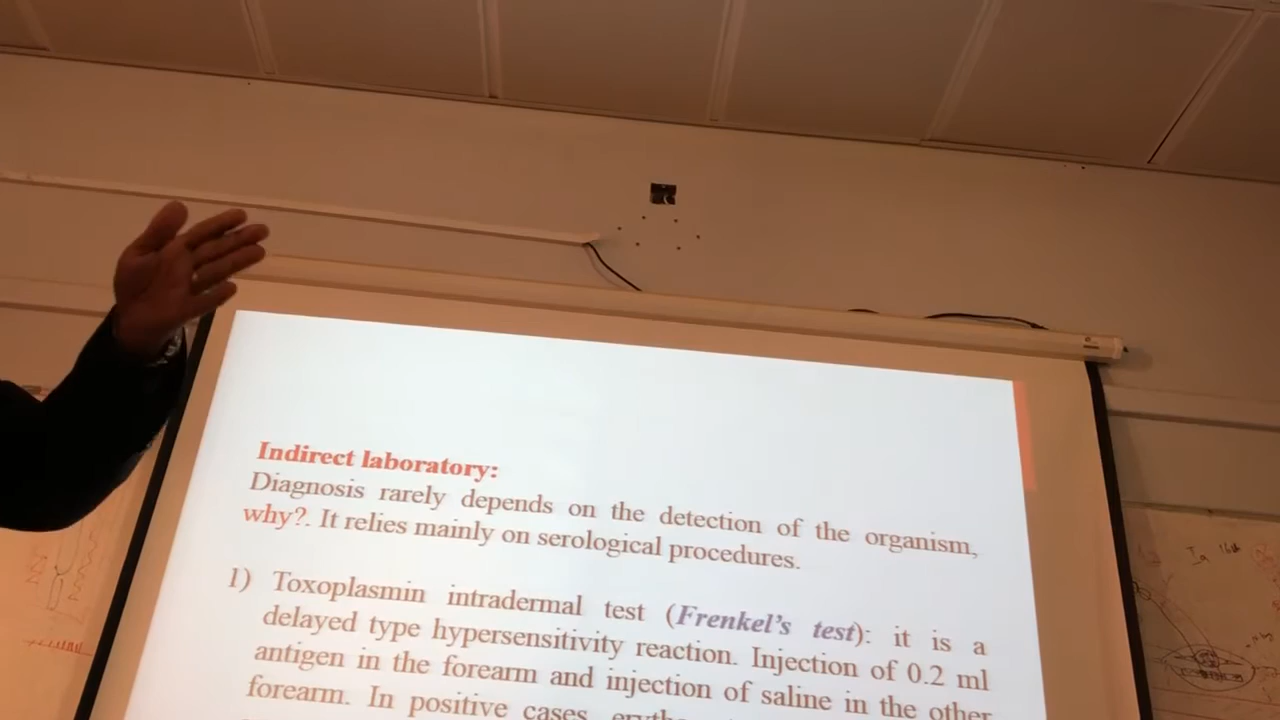 Indirect laboratory:
Diagnosis rarely depends on the detection of the organism,
why?. It relies mainly on serological procedures.
1) Toxoplasmin intradermal test (Frenkel's test): it is a
delayed type hypersensitivity reaction. Injection of 0.2 ml
antigen in the forearm and injection of saline in the other
forearm. In positive cases